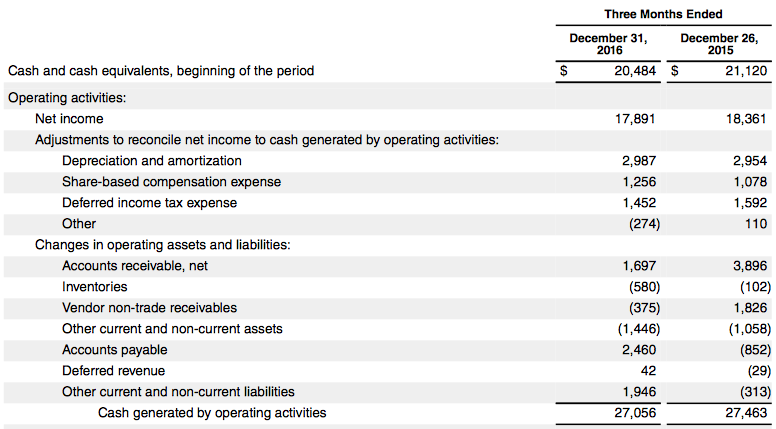 Three Months Ended
December 31, 2016 December 26, 2015
Cash and cash equivalents, beginning of the period $ 20,484 $ 21,120
Operating activities:
Net income 17,891 18,361
Adjustments to reconcile net income to cash generated by operating activities:
Depreciation and amortization 2,987 2,954
Share-based compensation expense 1,256 1,078
Deferred income tax expense 1,452 1,592
Other (274) 110
Changes in operating assets and liabilities:
Accounts receivable, net 1,697 3,896
Inventories (580) (102)
Vendor non-trade receivables (375) 1,826
Other current and non-current assets (1,446) (1,058)
Accounts payable 2,460 (852)
Deferred revenue 42 (29)
Other current and non-current liabilities 1,946 (313)
Cash generated by operating activities 27,056 27,463